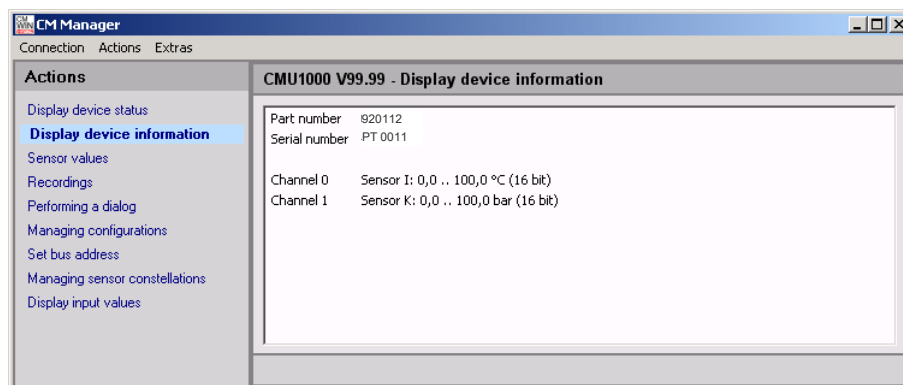 CM WIN CM Manager
Connection Actions Extras
Actions
Display device status
Display device information
Sensor values
Recordings
Performing a dialog
Managing configurations
Set bus address
Managing sensor constellations
Display input values
CMU1000 V99.99 - Display device information
Part number 920112
Serial number PT 0011
Channel 0 Sensor I: 0,0 .. 100,0 °C (16 bit)
Channel 1 Sensor K: 0,0 .. 100,0 bar (16 bit)